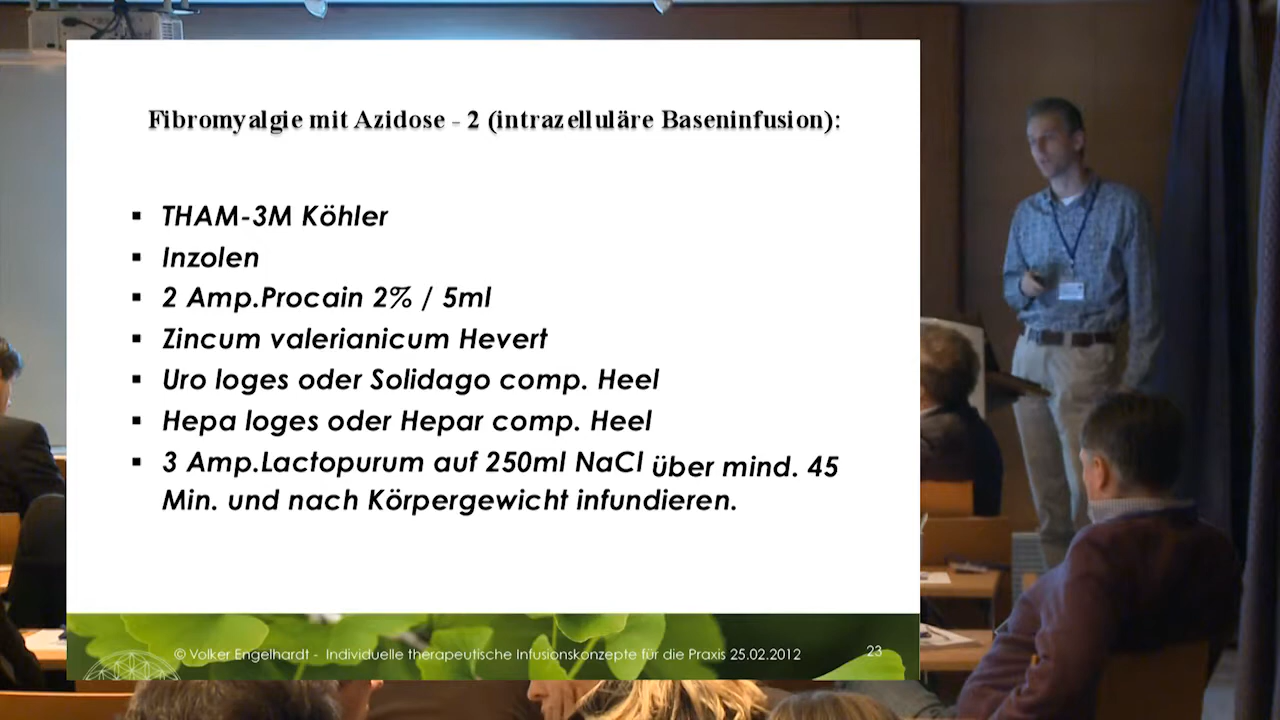 Fibromyalgie mit Azidose - 2 (intrazelluläre Baseninfusion):
THAM-3M Köhler
Inzolen
2 Amp.Procain 2% / 5ml
Zincum valerianicum Hevert
Uro loges oder Solidago comp. Heel
Hepa loges oder Hepar comp. Heel
3 Amp.Lactopurum auf 250ml NaCl über mind. 45
Min. und nach Körpergewicht infundieren.
© Volker Engelhardt - Individuelle therapeutische Infusionskonzepte für die Praxis 25.02.2012
23